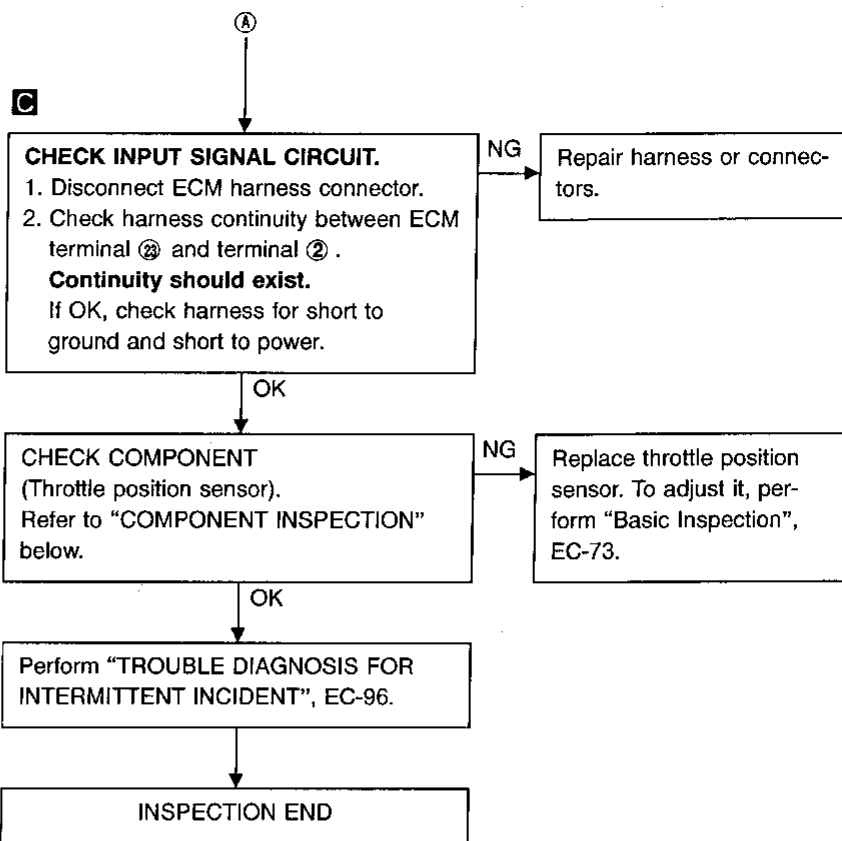 Ⓐ
C
CHECK INPUT SIGNAL CIRCUIT.
1. Disconnect ECM harness connector.
2. Check harness continuity between ECM
terminal ㉓ and terminal ② .
Continuity should exist.
If OK, check harness for short to
ground and short to power.
NG
Repair harness or connec-
tors.
OK
CHECK COMPONENT
(Throttle position sensor).
Refer to “COMPONENT INSPECTION”
below.
NG
Replace throttle position
sensor. To adjust it, per-
form “Basic Inspection”,
EC-73.
OK
Perform “TROUBLE DIAGNOSIS FOR
INTERMITTENT INCIDENT”, EC-96.
INSPECTION END